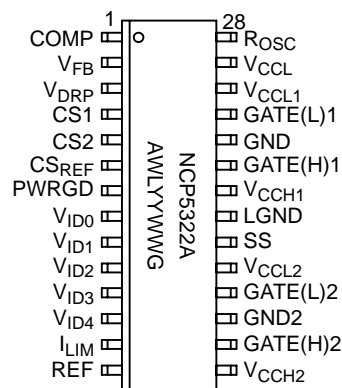 1 28
COMP ROSC
VFB VCCL
VDRP VCCL1
CS1 GATE(L)1
CS2 GND
CSREF GATE(H)1
PWRGD VCCH1
VID0 LGND
VID1 SS
VID2 VCCL2
VID3 GATE(L)2
VID4 GND2
ILIM GATE(H)2
REF VCCH2
NCP5322A
AWLYYWWG